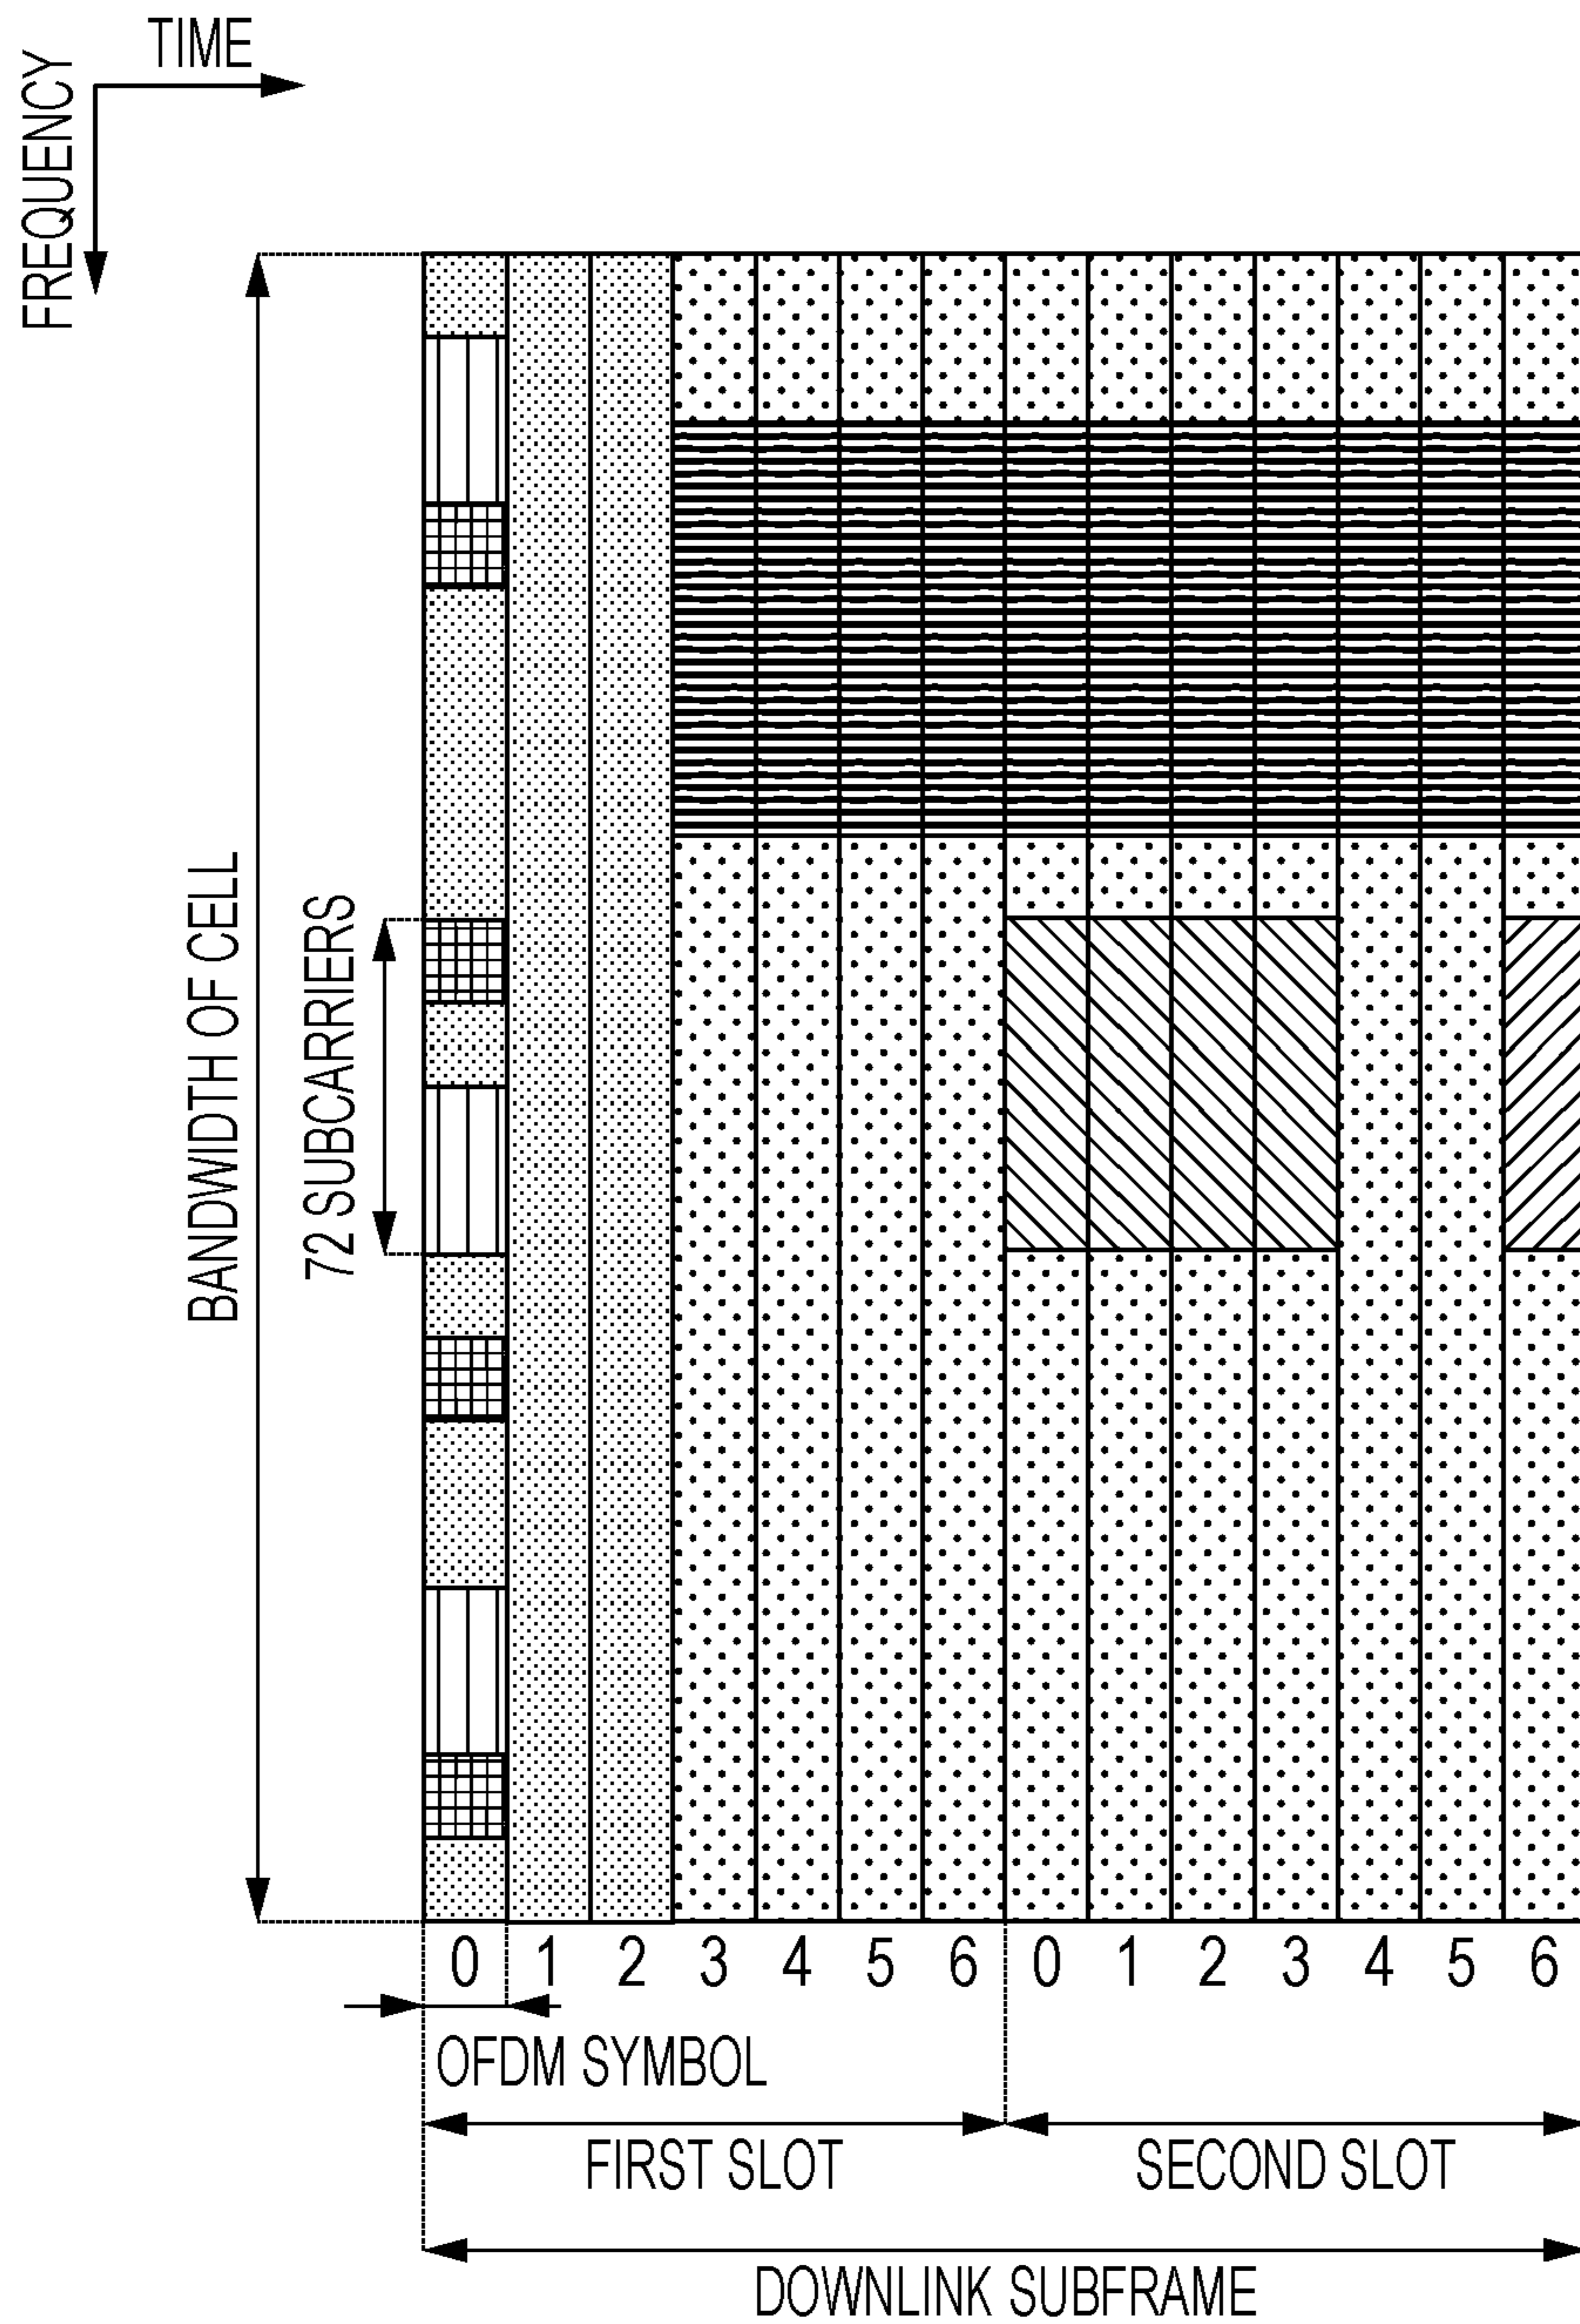 TIME
FREQUENCY
BANDWIDTH OF CELL
72 SUBCARRIERS
0 1 2 3 4 5 6 0 1 2 3 4 5 6
OFDM SYMBOL
FIRST SLOT
SECOND SLOT
DOWNLINK SUBFRAME